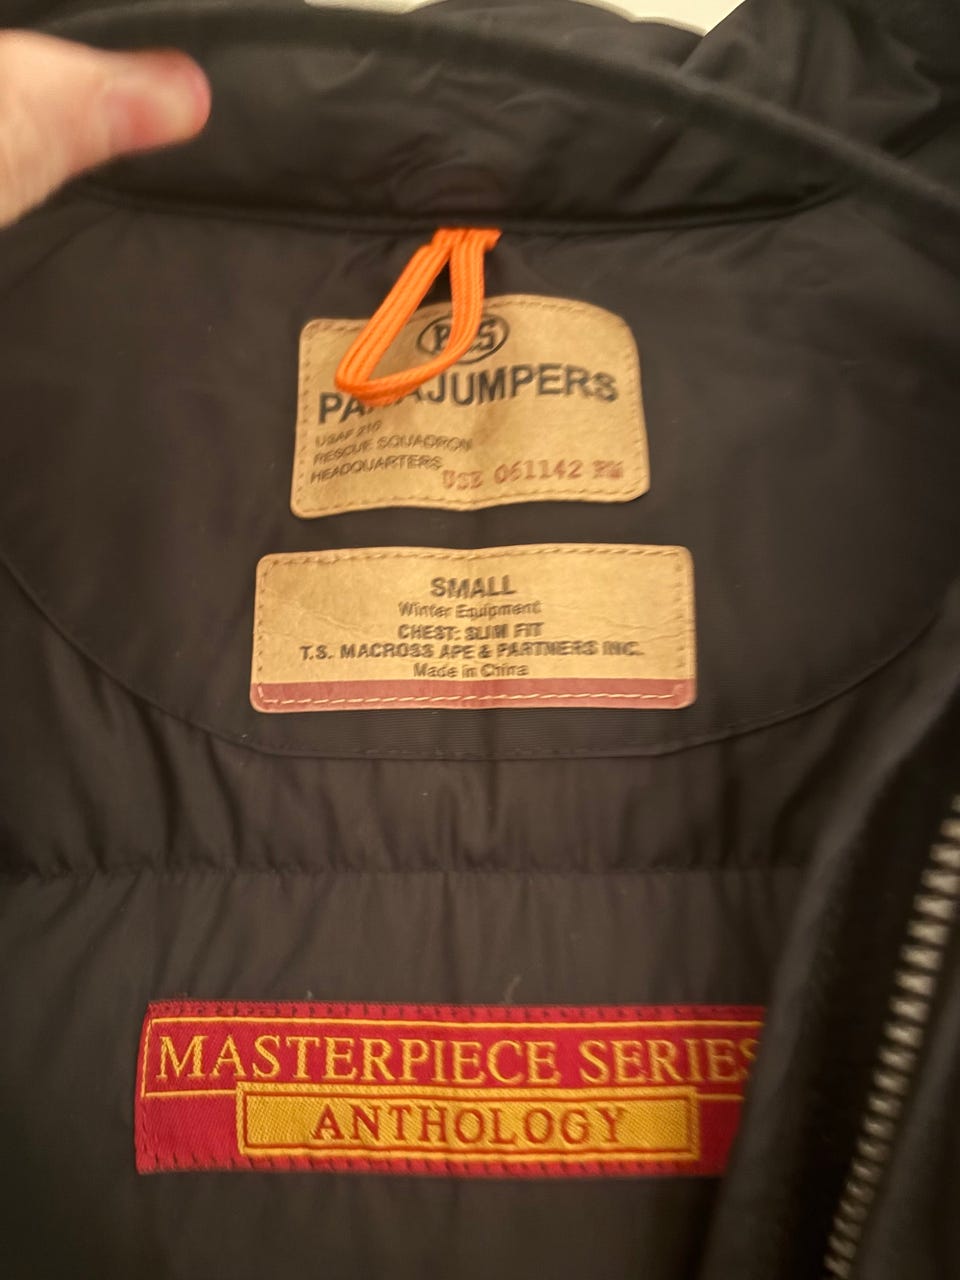 PJS
PARAJUMPERS
USAF 210
RESCUE SQUADRON
HEADQUARTERS
USE 061142 RM
SMALL
Winter Equipment
CHEST: SLIM FIT
T.S. MACROSS APE & PARTNERS INC.
Made in China
MASTERPIECE SERIES
ANTHOLOGY